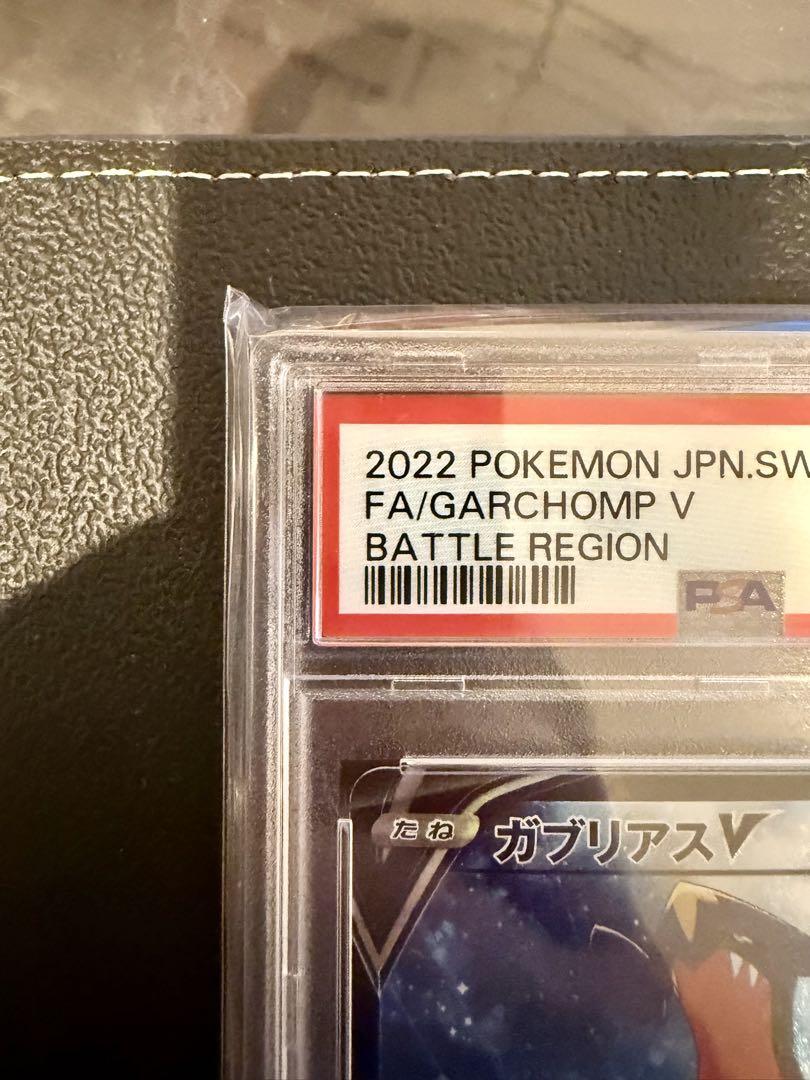 2022 POKEMON JPN.SW
FA/GARCHOMP V
BATTLE REGION
PSA
たね
ガブリアスV